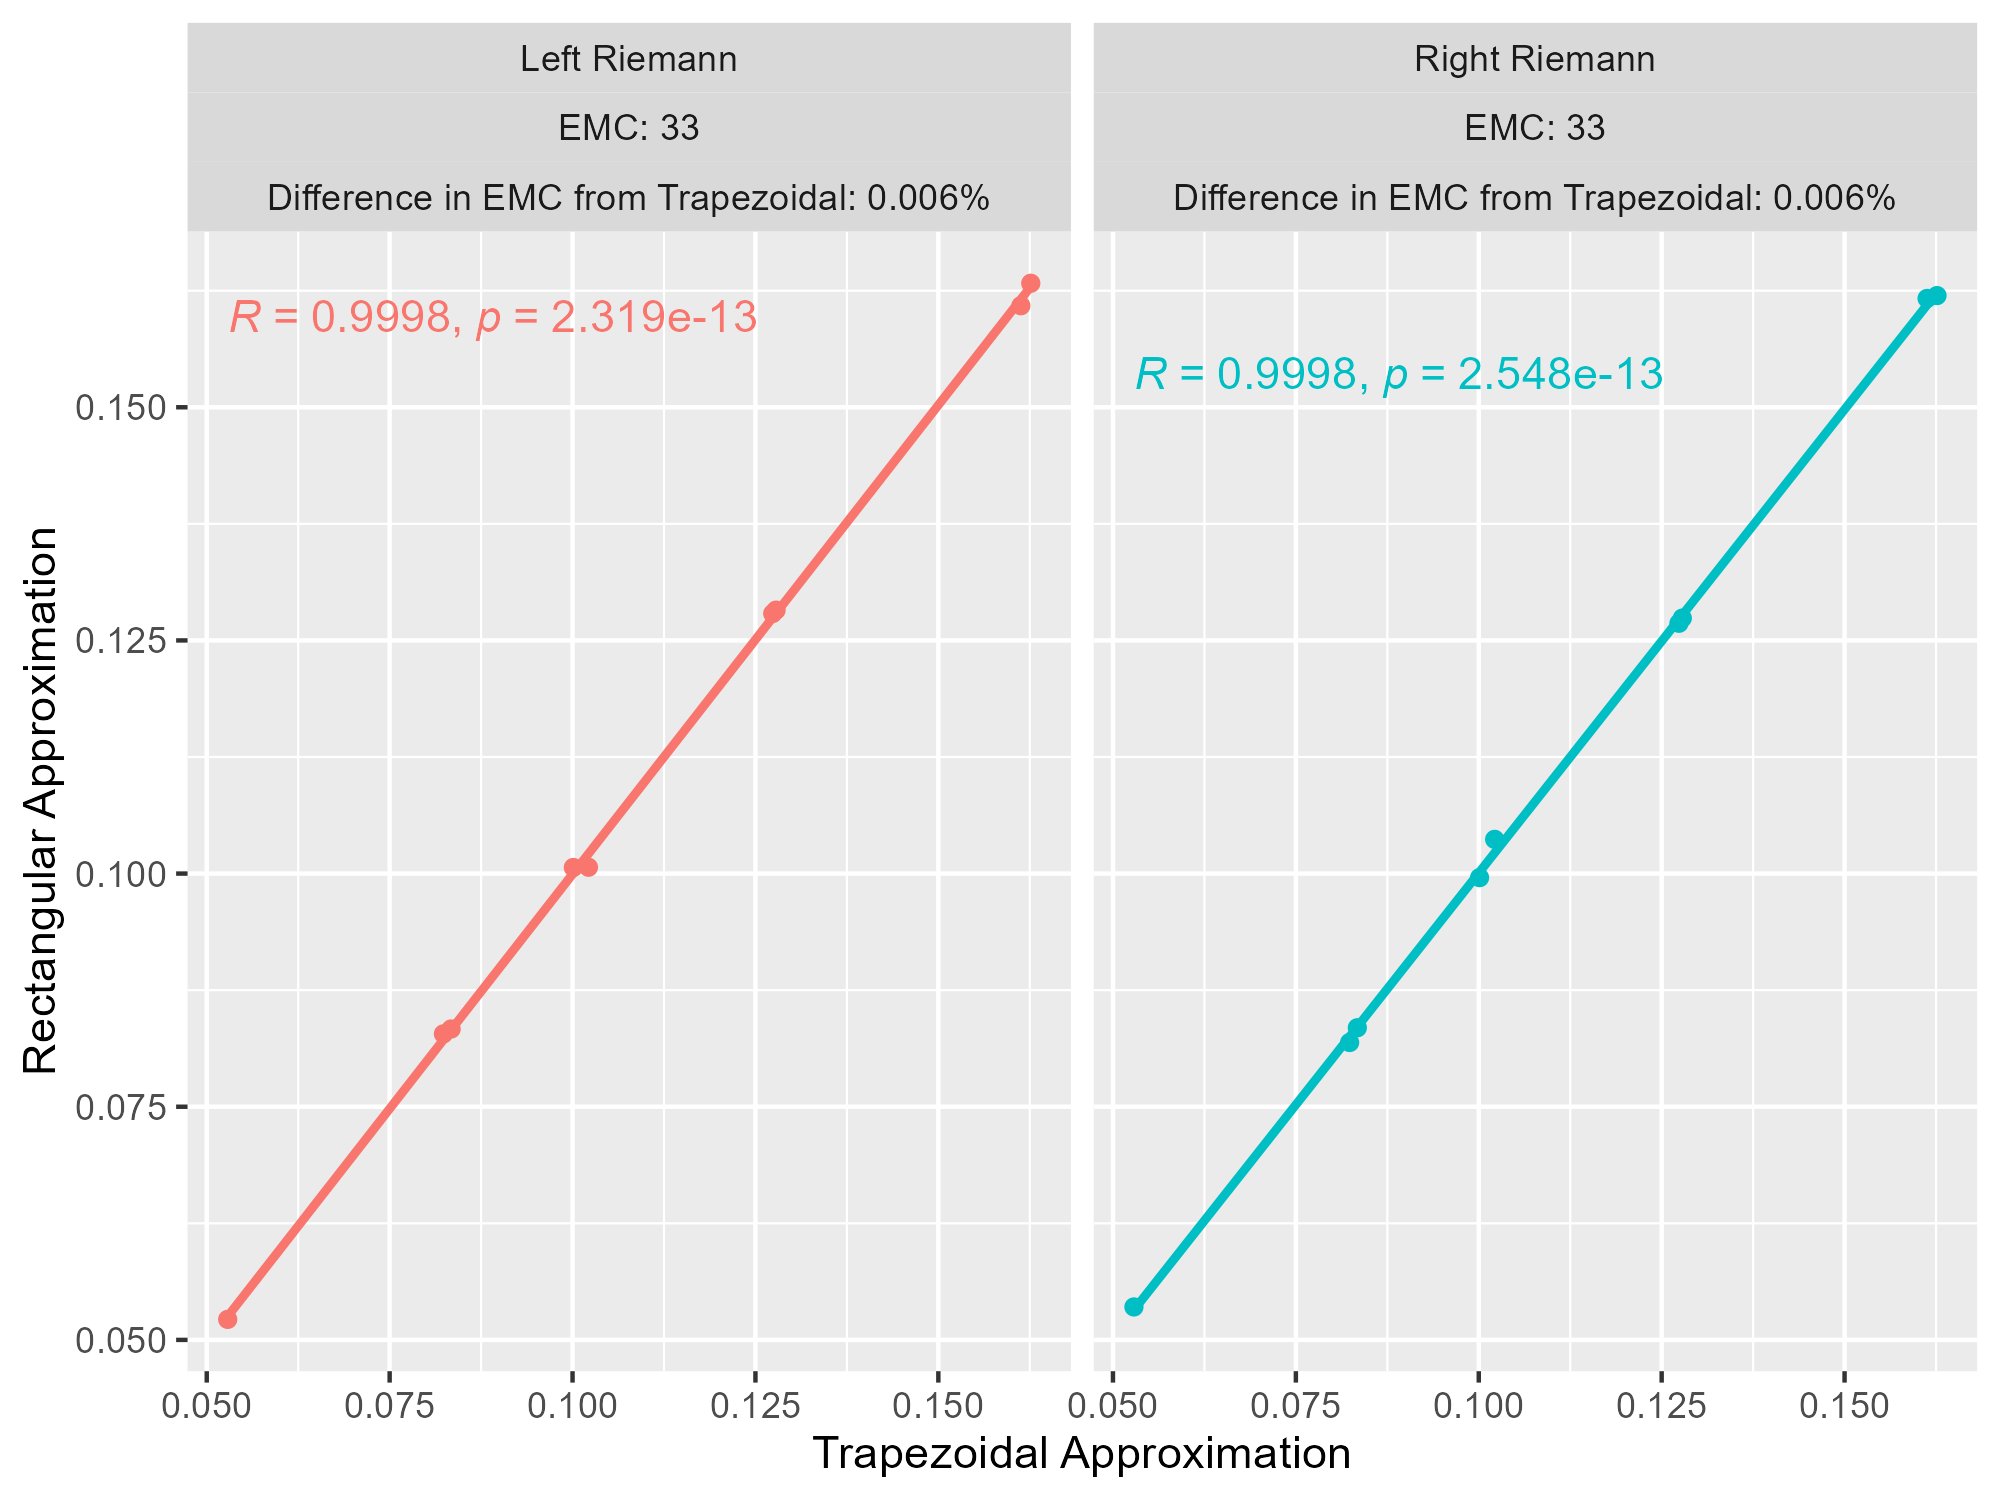 Left Riemann
EMC: 33
Difference in EMC from Trapezoidal: 0.006%
R = 0.9998, p = 2.319e-13
Right Riemann
EMC: 33
Difference in EMC from Trapezoidal: 0.006%
R = 0.9998, p = 2.548e-13
Rectangular Approximation
0.150
0.125
0.100
0.075
0.050
0.050 0.075 0.100 0.125 0.150
0.050 0.075 0.100 0.125 0.150
Trapezoidal Approximation